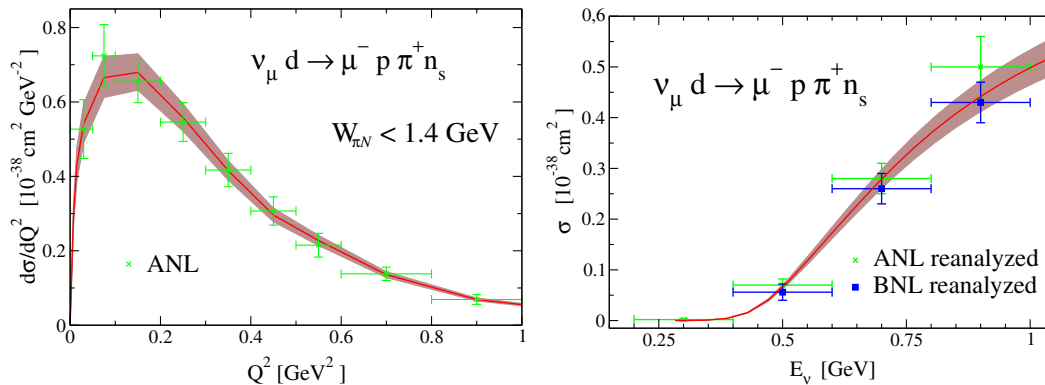 ν_μ d → μ⁻ p π⁺ n_s
W_πN < 1.4 GeV
ANL
dσ/dQ² [10⁻³⁸ cm² GeV⁻²]
0.8
0.6
0.4
0.2
0
0 0.2 0.4 0.6 0.8 1
Q² [GeV²]
ν_μ d → μ⁻ p π⁺ n_s
ANL reanalyzed
BNL reanalyzed
σ [10⁻³⁸ cm²]
0.6
0.5
0.4
0.3
0.2
0.1
0
0.25 0.5 0.75 1
E_ν [GeV]